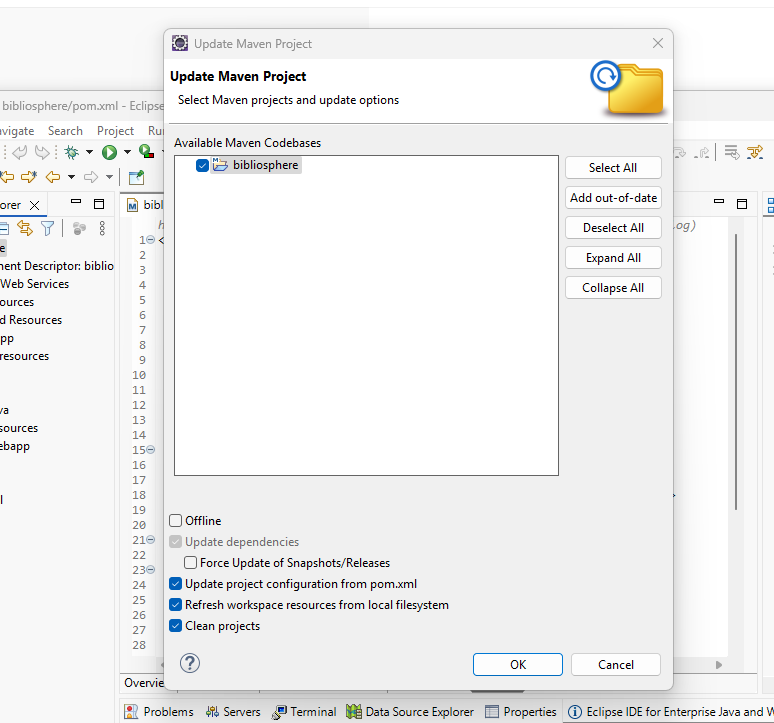 Update Maven Project
Update Maven Project
Select Maven projects and update options
bibliosphere/pom.xml - Eclipse
avigate Search Project Ru
Available Maven Codebases
bibliosphere
Select All
Add out-of-date
Deselect All
Expand All
Collapse All
orer
bibl
og)
e
ment Descriptor: biblio
Web Services
ources
d Resources
pp
resources
va
sources
ebapp
l
1
2
3
4
5
6
7
8
9
10
11
12
13
14
15
16
17
18
19
20
21
22
23
24
25
26
27
28
Offline
Update dependencies
Force Update of Snapshots/Releases
Update project configuration from pom.xml
Refresh workspace resources from local filesystem
Clean projects
OK
Cancel
Overvie
Problems Servers Terminal Data Source Explorer Properties Eclipse IDE for Enterprise Java and W